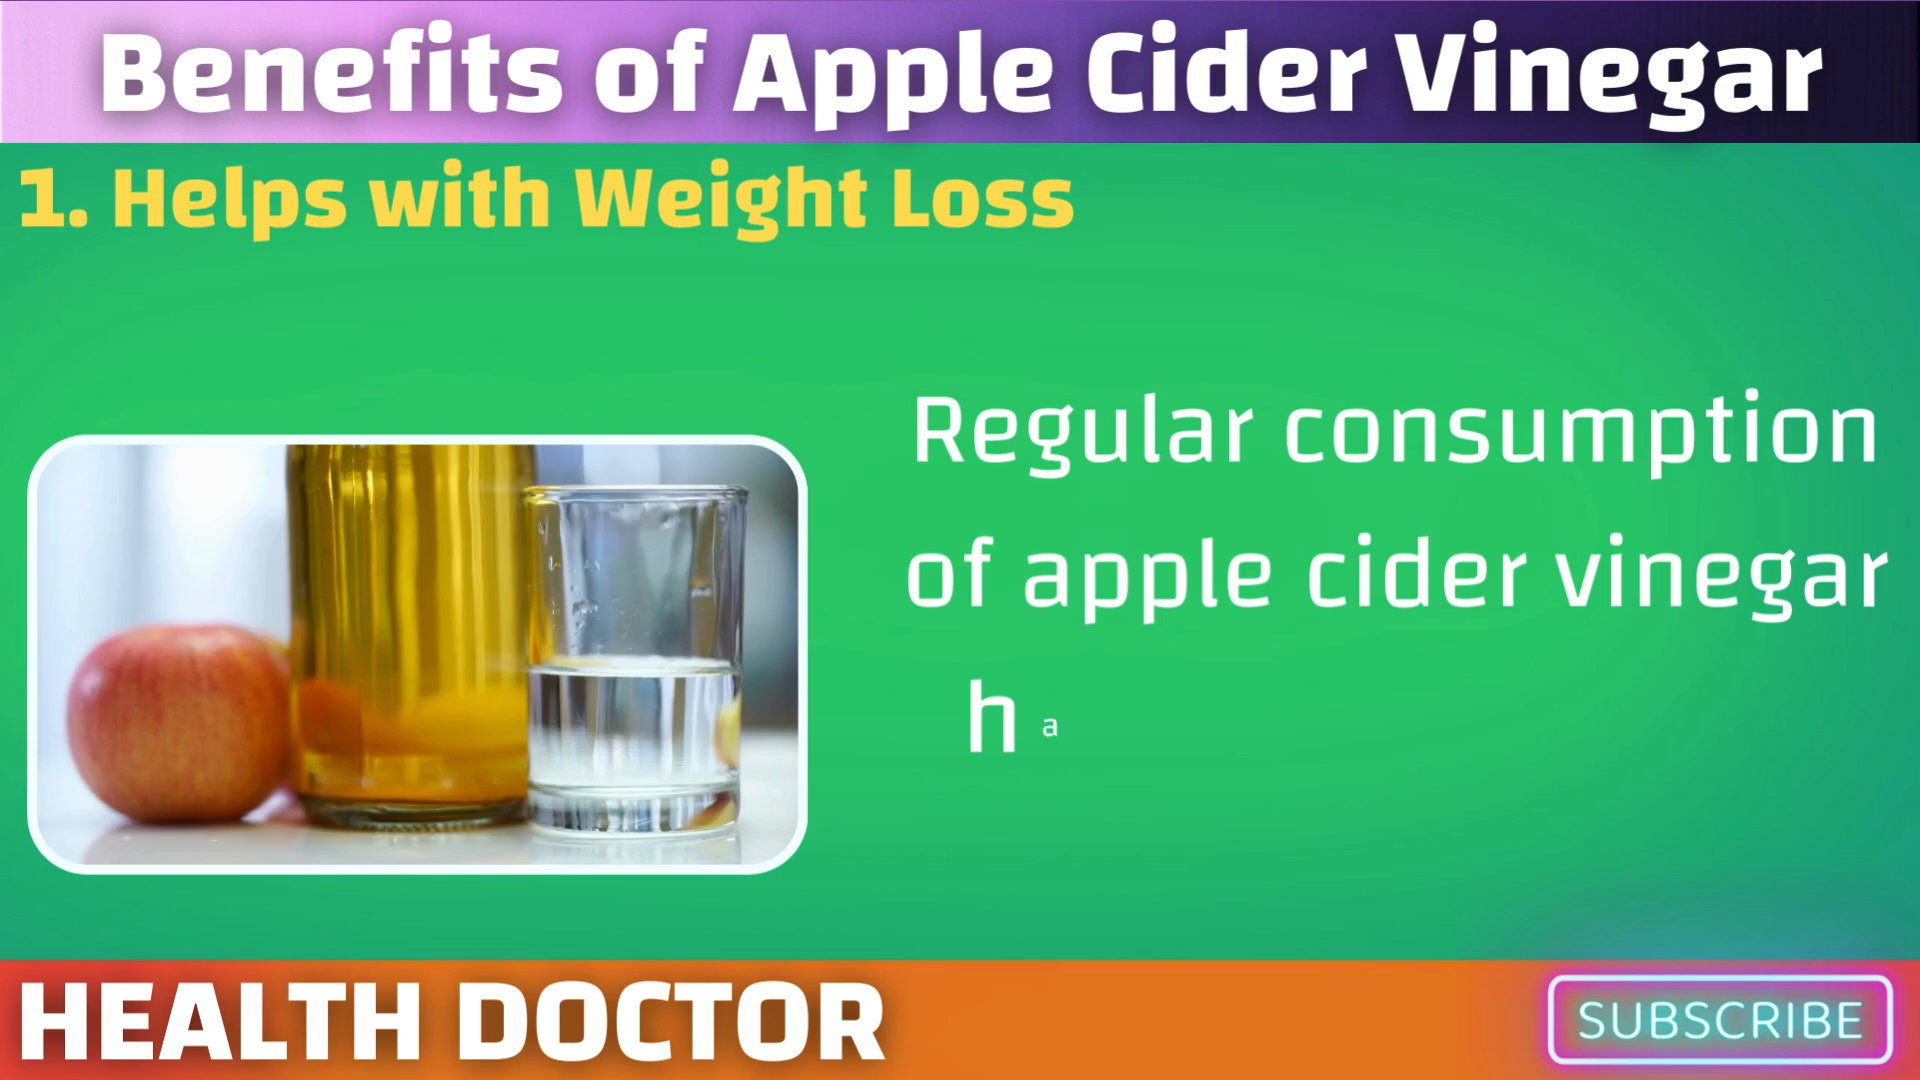 Benefits of Apple Cider Vinegar
1. Helps with Weight Loss
Regular consumption
of apple cider vinegar
ha
HEALTH DOCTOR
SUBSCRIBE